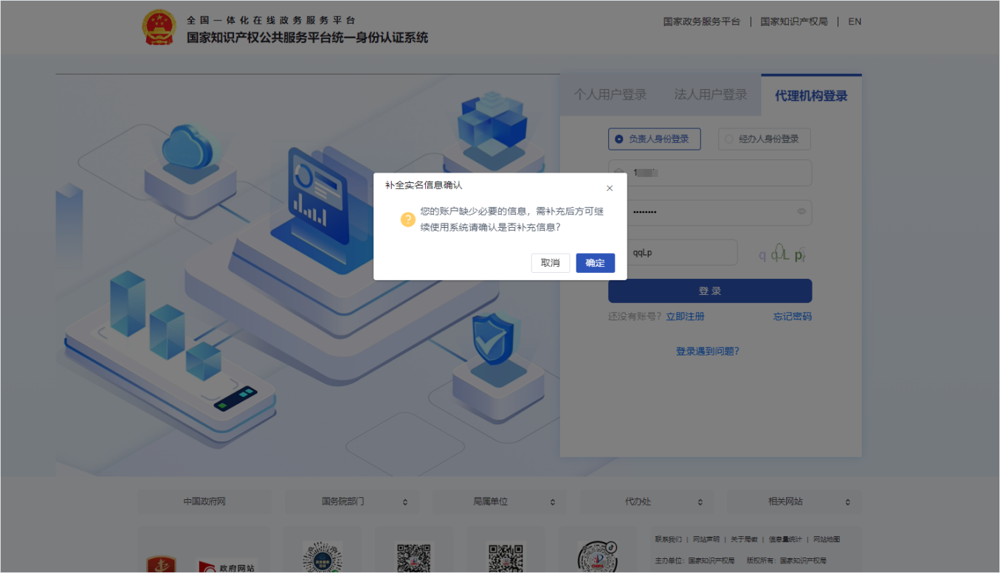 全国一体化在线政务服务平台
国家知识产权公共服务平台统一身份认证系统
国家政务服务平台 | 国家知识产权局 | EN
个人用户登录 法人用户登录 代理机构登录
负责人身份登录 经办人身份登录
1
补全实名信息确认
您的账户缺少必要的信息，需补充后方可继
续使用系统请确认是否补充信息？
取消 确定
qqLp
qqLp
登录
还没有账号？立即注册 忘记密码
登录遇到问题？
中国政府网 国务院部门 局属单位 代办处 相关网站
联系我们 | 网站声明 | 关于局徽 | 信息量统计 | 网站地图
主办单位：国家知识产权局 版权所有：国家知识产权局
政府网站